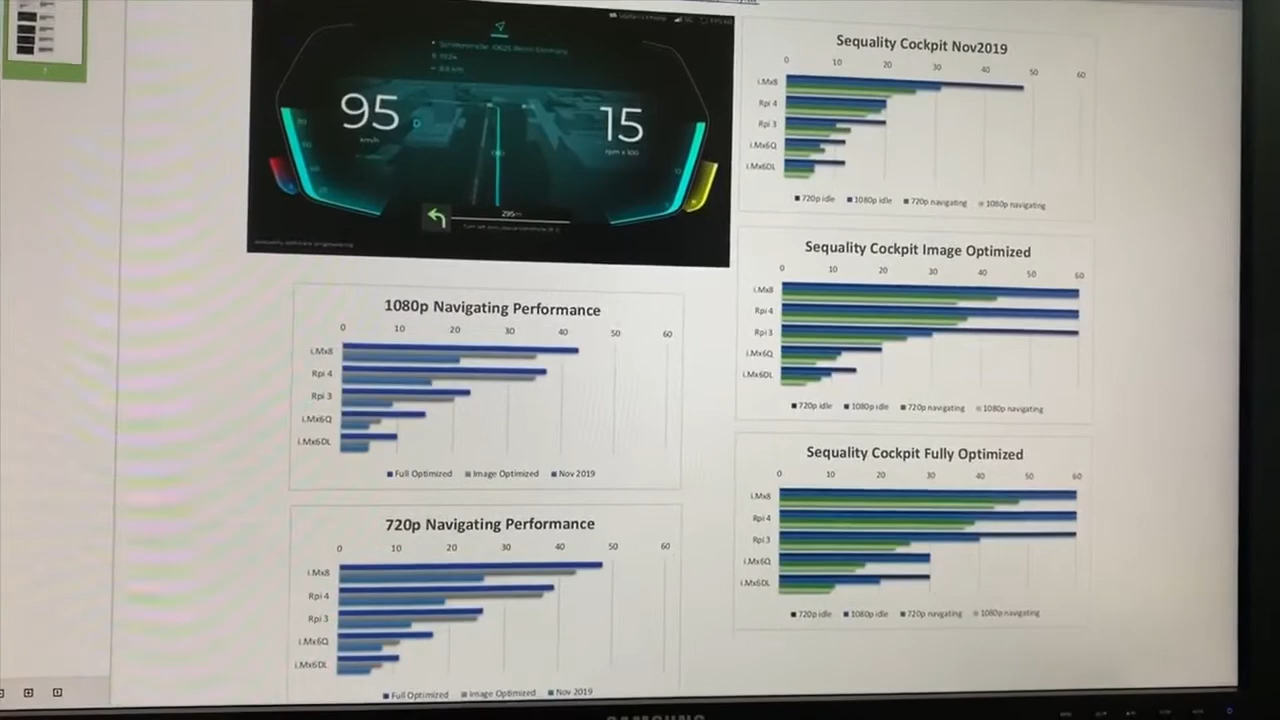 95
km/h
15
rpm x 100
295m
1080p Navigating Performance
0 10 20 30 40 50 60
i.Mx8
Rpi 4
Rpi 3
i.Mx6Q
i.Mx6DL
Full Optimized Image Optimized Nov 2019
720p Navigating Performance
0 10 20 30 40 50 60
i.Mx8
Rpi 4
Rpi 3
i.Mx6Q
i.Mx6DL
Full Optimized Image Optimized Nov 2019
Sequality Cockpit Nov2019
0 10 20 30 40 50 60
i.Mx8
Rpi 4
Rpi 3
i.Mx6Q
i.Mx6DL
720p idle 1080p idle 720p navigating 1080p navigating
Sequality Cockpit Image Optimized
0 10 20 30 40 50 60
i.Mx8
Rpi 4
Rpi 3
i.Mx6Q
i.Mx6DL
720p idle 1080p idle 720p navigating 1080p navigating
Sequality Cockpit Fully Optimized
0 10 20 30 40 50 60
i.Mx8
Rpi 4
Rpi 3
i.Mx6Q
i.Mx6DL
720p idle 1080p idle 720p navigating 1080p navigating
SAMSUNG